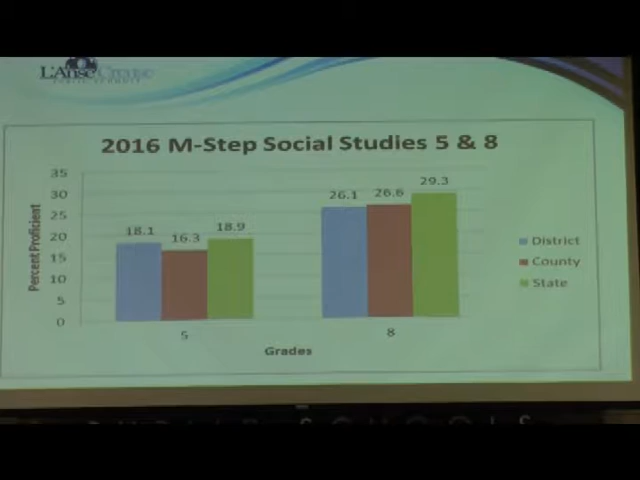 L'Anse Creuse
2016 M-Step Social Studies 5 & 8
Percent Proficient
35
30
25
20
15
10
5
0
18.1
16.3
18.9
26.1
26.6
29.3
5
8
Grades
District
County
State